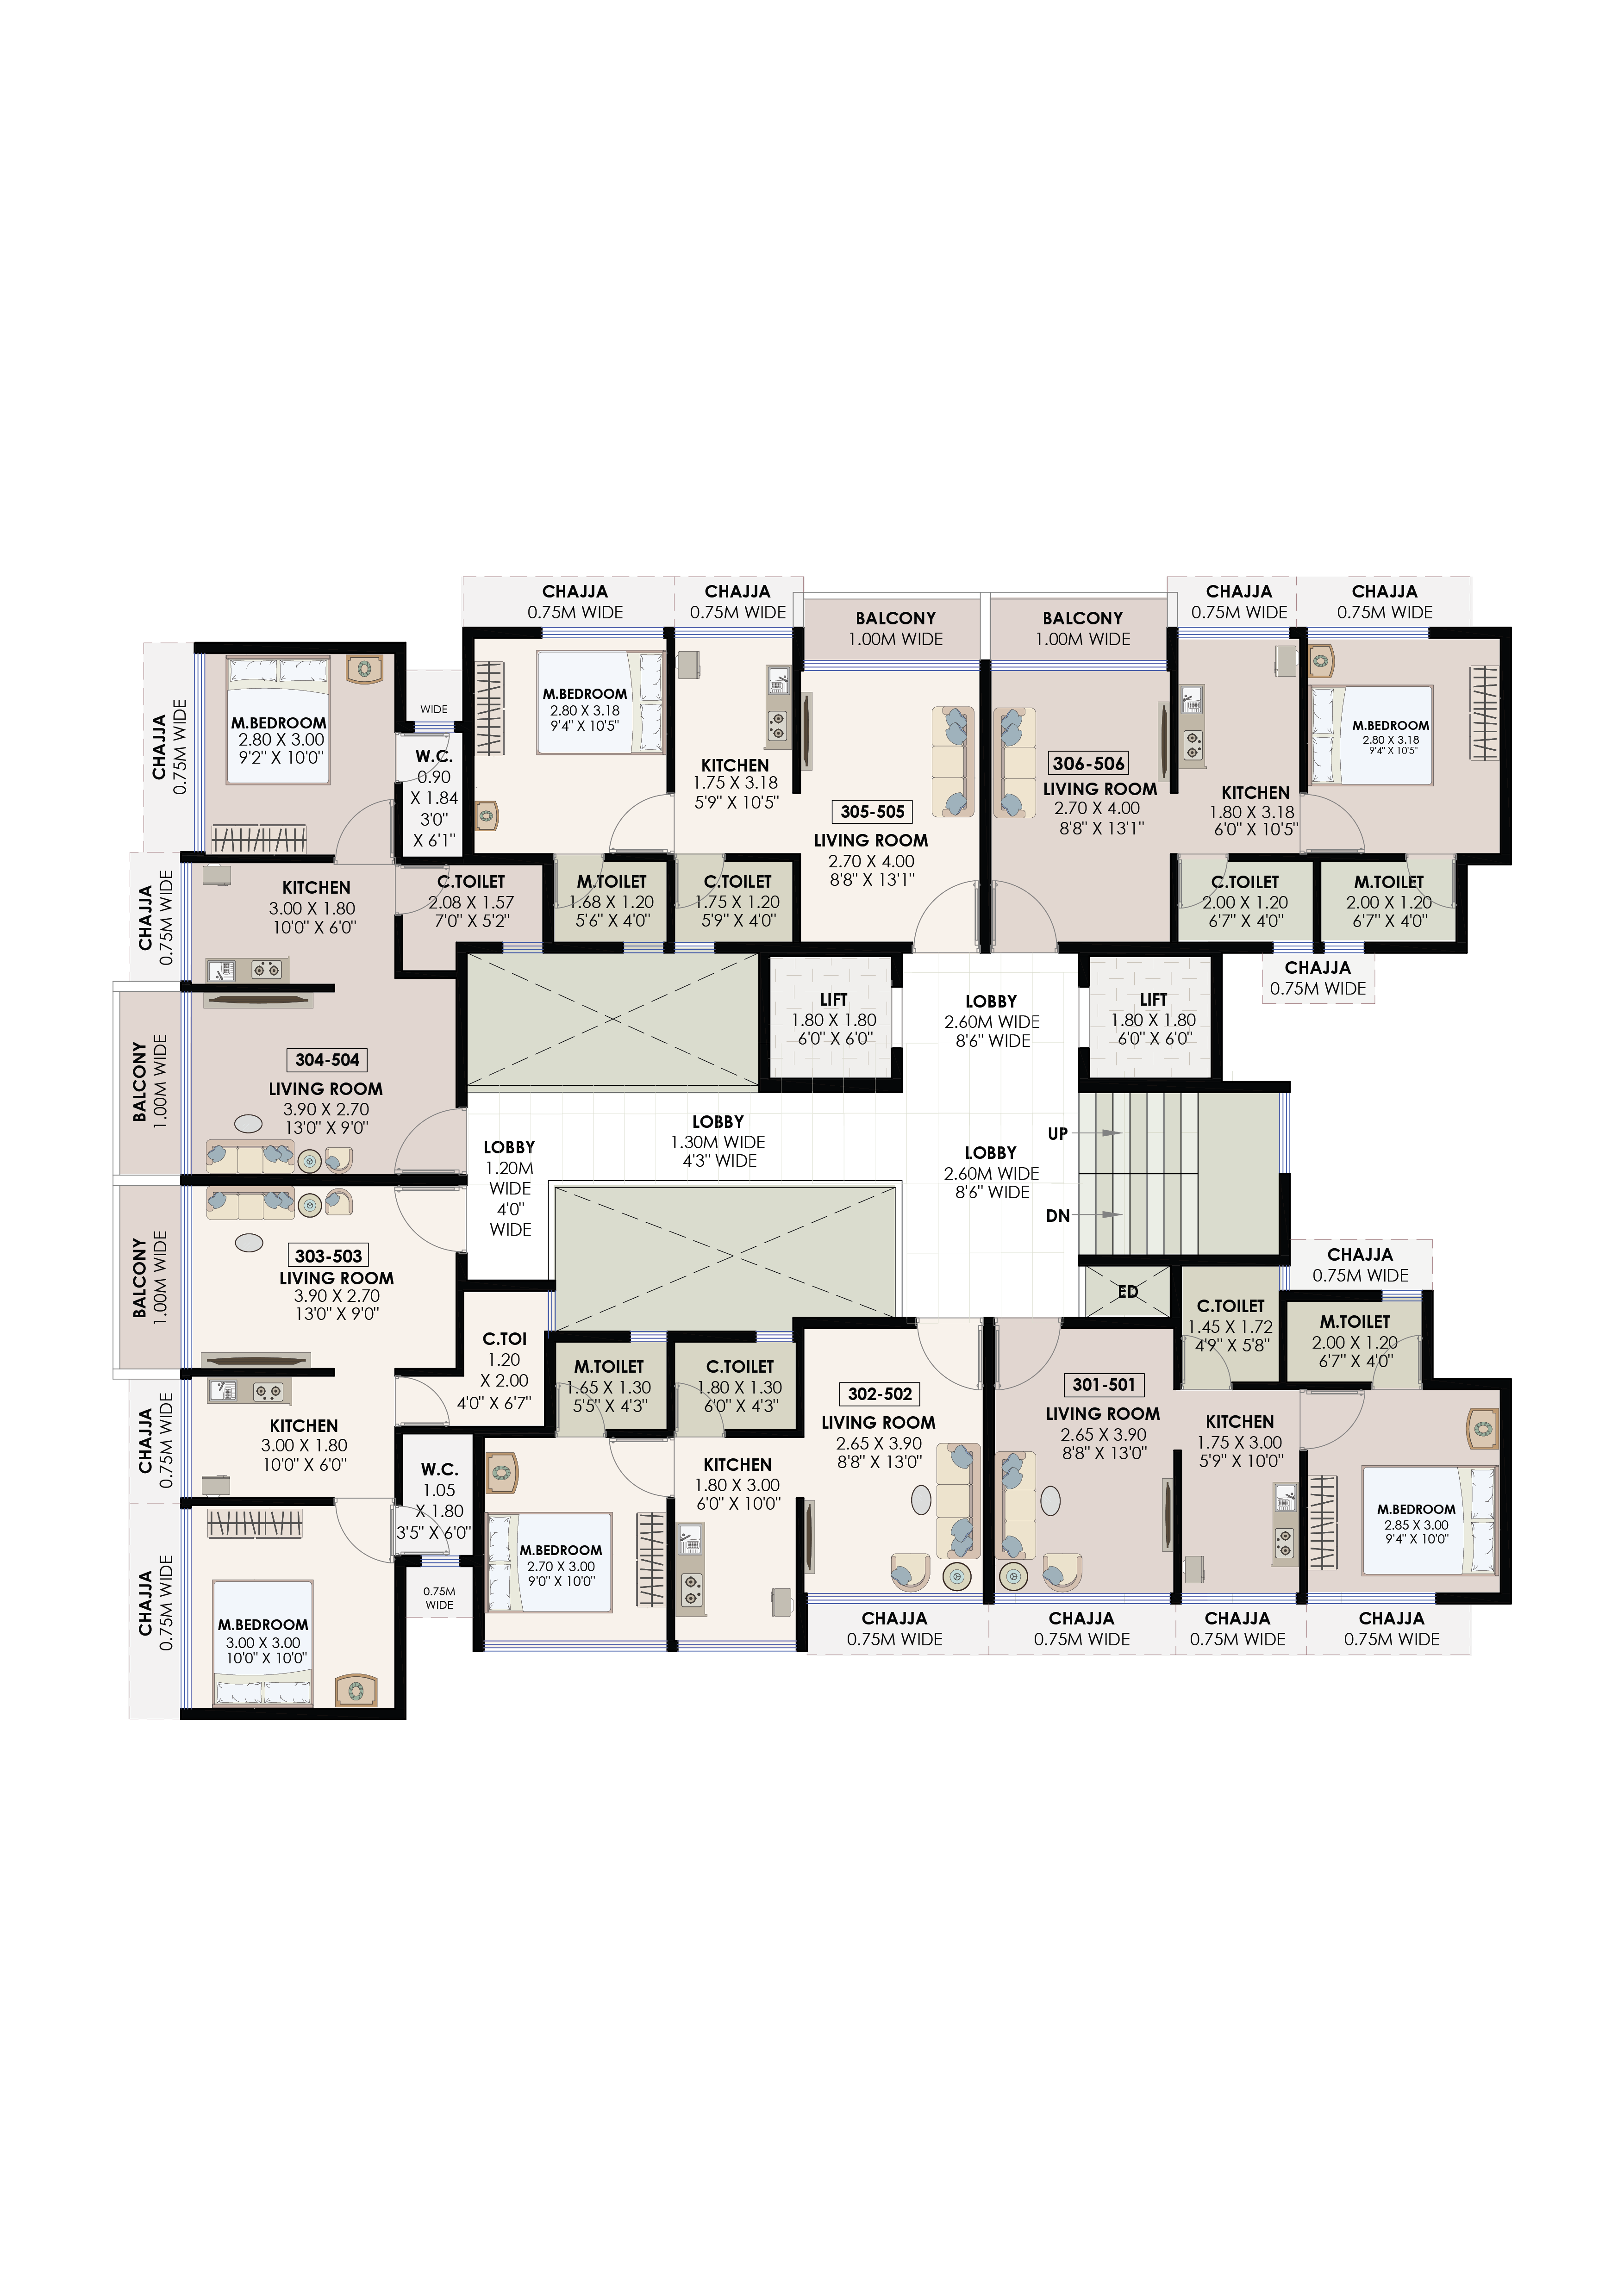 CHAJJA
0.75M WIDE
CHAJJA
0.75M WIDE
BALCONY
1.00M WIDE
BALCONY
1.00M WIDE
CHAJJA
0.75M WIDE
CHAJJA
0.75M WIDE
CHAJJA
0.75M WIDE
M.BEDROOM
2.80 X 3.00
9'2" X 10'0"
WIDE
W.C.
0.90
X 1.84
3'0"
X 6'1"
M.BEDROOM
2.80 X 3.18
9'4" X 10'5"
KITCHEN
1.75 X 3.18
5'9" X 10'5"
305-505
LIVING ROOM
2.70 X 4.00
8'8" X 13'1"
306-506
LIVING ROOM
2.70 X 4.00
8'8" X 13'1"
KITCHEN
1.80 X 3.18
6'0" X 10'5"
M.BEDROOM
2.80 X 3.18
9'4" X 10'5"
CHAJJA
0.75M WIDE
KITCHEN
3.00 X 1.80
10'0" X 6'0"
C.TOILET
2.08 X 1.57
7'0" X 5'2"
M.TOILET
1.68 X 1.20
5'6" X 4'0"
C.TOILET
1.75 X 1.20
5'9" X 4'0"
C.TOILET
2.00 X 1.20
6'7" X 4'0"
M.TOILET
2.00 X 1.20
6'7" X 4'0"
CHAJJA
0.75M WIDE
LIFT
1.80 X 1.80
6'0" X 6'0"
LOBBY
2.60M WIDE
8'6" WIDE
LIFT
1.80 X 1.80
6'0" X 6'0"
BALCONY
1.00M WIDE
304-504
LIVING ROOM
3.90 X 2.70
13'0" X 9'0"
LOBBY
1.20M
WIDE
4'0"
WIDE
LOBBY
1.30M WIDE
4'3" WIDE
LOBBY
2.60M WIDE
8'6" WIDE
UP
DN
BALCONY
1.00M WIDE
303-503
LIVING ROOM
3.90 X 2.70
13'0" X 9'0"
CHAJJA
0.75M WIDE
ED
C.TOILET
1.45 X 1.72
4'9" X 5'8"
M.TOILET
2.00 X 1.20
6'7" X 4'0"
C.TOI
1.20
X 2.00
4'0" X 6'7"
M.TOILET
1.65 X 1.30
5'5" X 4'3"
C.TOILET
1.80 X 1.30
6'0" X 4'3"
302-502
LIVING ROOM
2.65 X 3.90
8'8" X 13'0"
301-501
LIVING ROOM
2.65 X 3.90
8'8" X 13'0"
KITCHEN
1.75 X 3.00
5'9" X 10'0"
M.BEDROOM
2.85 X 3.00
9'4" X 10'0"
CHAJJA
0.75M WIDE
KITCHEN
3.00 X 1.80
10'0" X 6'0"
W.C.
1.05
X 1.80
3'5" X 6'0"
KITCHEN
1.80 X 3.00
6'0" X 10'0"
M.BEDROOM
2.70 X 3.00
9'0" X 10'0"
CHAJJA
0.75M WIDE
0.75M
WIDE
M.BEDROOM
3.00 X 3.00
10'0" X 10'0"
CHAJJA
0.75M WIDE
CHAJJA
0.75M WIDE
CHAJJA
0.75M WIDE
CHAJJA
0.75M WIDE